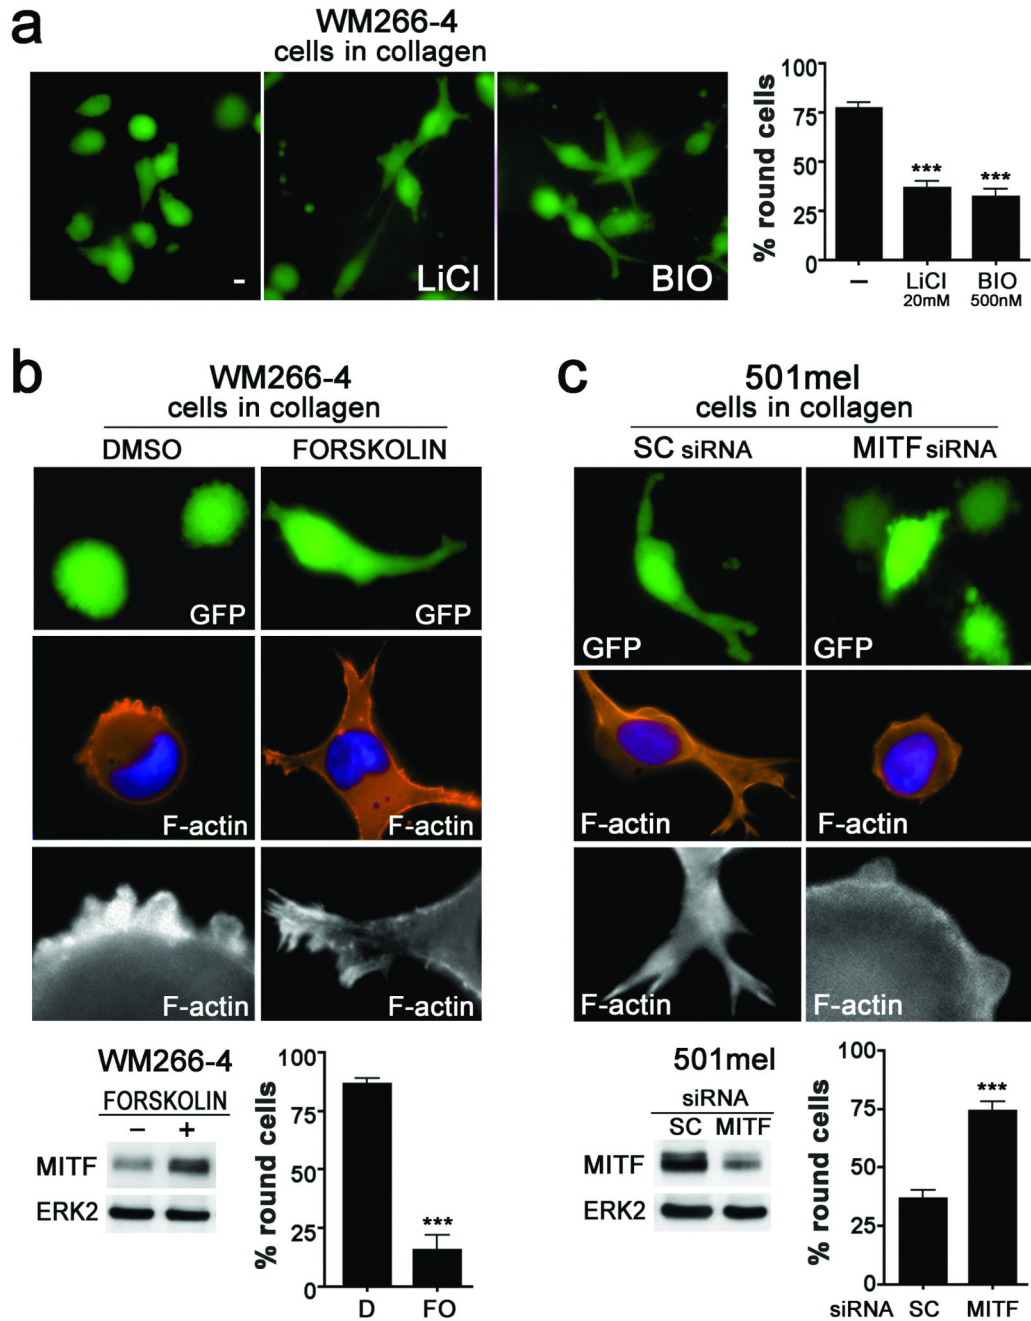 a
WM266-4
cells in collagen
-
LiCl
BIO
% round cells
100
75
50
25
0
***
***
–
LiCl
BIO
20mM
500nM
b
WM266-4
cells in collagen
DMSO
FORSKOLIN
GFP
GFP
F-actin
F-actin
F-actin
F-actin
WM266-4
FORSKOLIN
– +
MITF
ERK2
% round cells
100
75
50
25
0
***
D
FO
c
501mel
cells in collagen
SC siRNA
MITF siRNA
GFP
GFP
F-actin
F-actin
F-actin
F-actin
501mel
siRNA
SC MITF
MITF
ERK2
% round cells
100
75
50
25
0
***
siRNA SC MITF